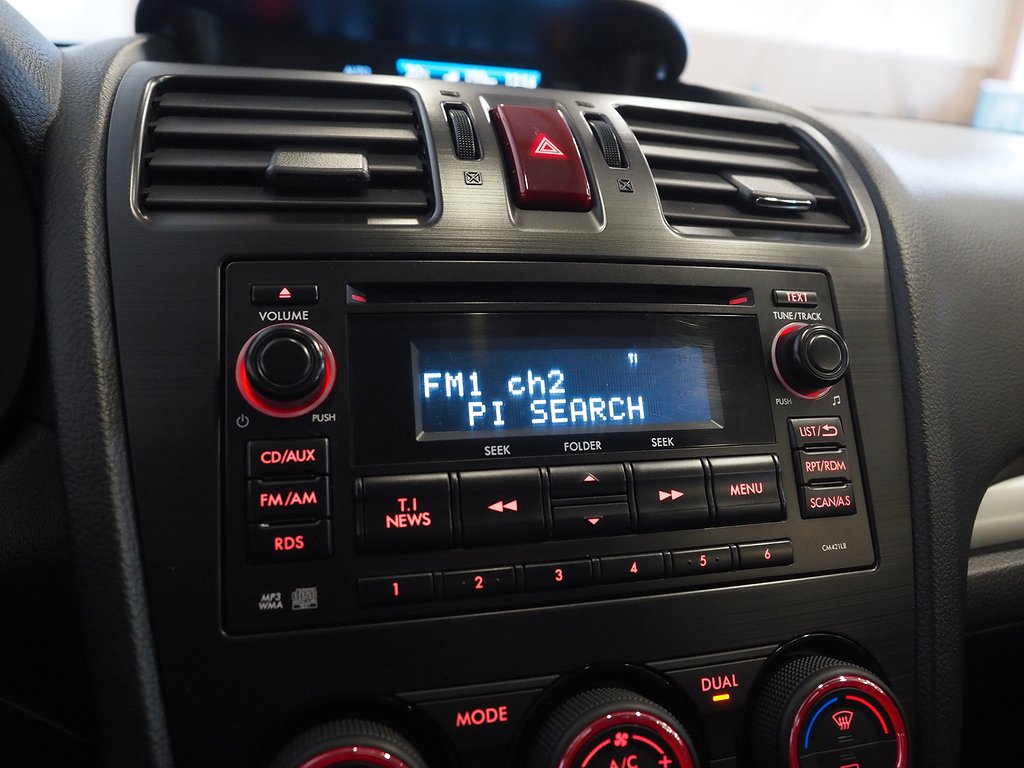 TEXT
VOLUME
TUNE/TRACK
FM1 ch2
PI SEARCH
PUSH
PUSH
SEEK
FOLDER
SEEK
LIST/
CD/AUX
RPT/RDM
FM/AM
T.I
NEWS
MENU
SCAN/A.S
RDS
CM421LB
1
2
3
4
5
6
MP3
WMA
MODE
DUAL
A/C